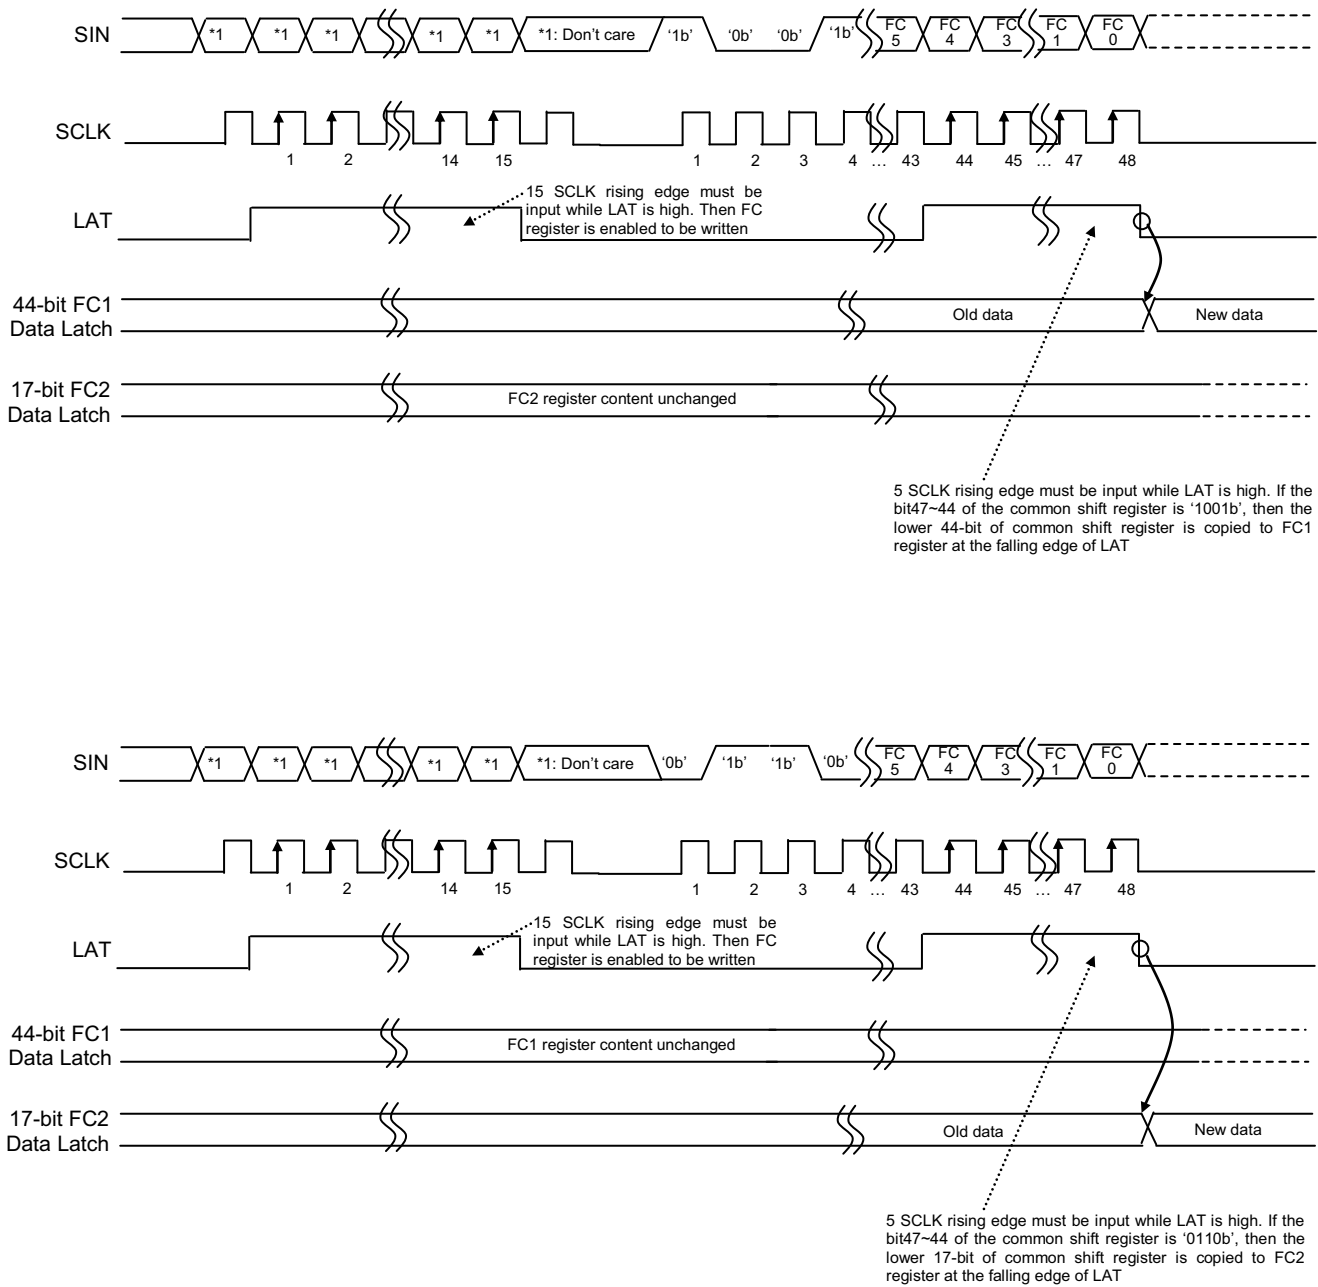 SIN
*1 *1 *1 *1 *1 *1: Don't care '1b' '0b' '0b' '1b' FC 5 FC 4 FC 3 FC 1 FC 0
SCLK
1 2 14 15 1 2 3 4 ... 43 44 45 ... 47 48
LAT
15 SCLK rising edge must be
input while LAT is high. Then FC
register is enabled to be written
44-bit FC1
Data Latch
Old data
New data
17-bit FC2
Data Latch
FC2 register content unchanged
5 SCLK rising edge must be input while LAT is high. If the
bit47~44 of the common shift register is '1001b', then the
lower 44-bit of common shift register is copied to FC1
register at the falling edge of LAT
SIN
*1 *1 *1 *1 *1 *1: Don't care '0b' '1b' '1b' '0b' FC 5 FC 4 FC 3 FC 1 FC 0
SCLK
1 2 14 15 1 2 3 4 ... 43 44 45 ... 47 48
LAT
15 SCLK rising edge must be
input while LAT is high. Then FC
register is enabled to be written
44-bit FC1
Data Latch
FC1 register content unchanged
17-bit FC2
Data Latch
Old data
New data
5 SCLK rising edge must be input while LAT is high. If the
bit47~44 of the common shift register is '0110b', then the
lower 17-bit of common shift register is copied to FC2
register at the falling edge of LAT